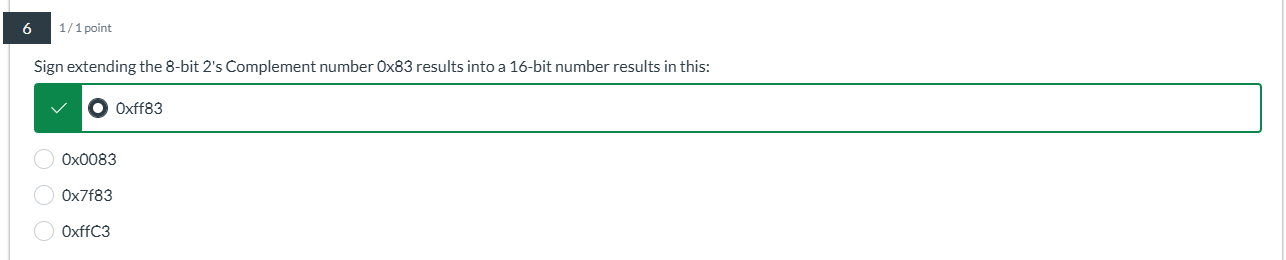 6
1 / 1 point
Sign extending the 8-bit 2's Complement number 0x83 results into a 16-bit number results in this:
0xff83
0x0083
0x7f83
0xffC3